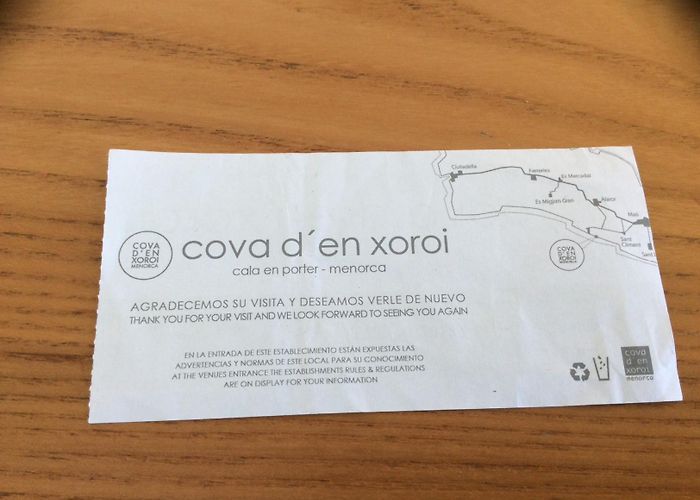 Ciutadella
Ferreries
Es Mercadal
Es Migjorn Gran
Alaior
Maó
Sant
Climent
Sant
COVA
D'EN
XOROI
MENORCA
COVA
D'EN
XOROI
MENORCA
cova d´en xoroi
cala en porter - menorca
AGRADECEMOS SU VISITA Y DESEAMOS VERLE DE NUEVO
THANK YOU FOR YOUR VISIT AND WE LOOK FORWARD TO SEEING YOU AGAIN
EN LA ENTRADA DE ESTE ESTABLECIMIENTO ESTÁN EXPUESTAS LAS
ADVERTENCIAS Y NORMAS DE ESTE LOCAL PARA SU CONOCIMIENTO
AT THE VENUES ENTRANCE THE ESTABLISHMENTS RULES & REGULATIONS
ARE ON DISPLAY FOR YOUR INFORMATION
cova
d'en
xoroi
menorca